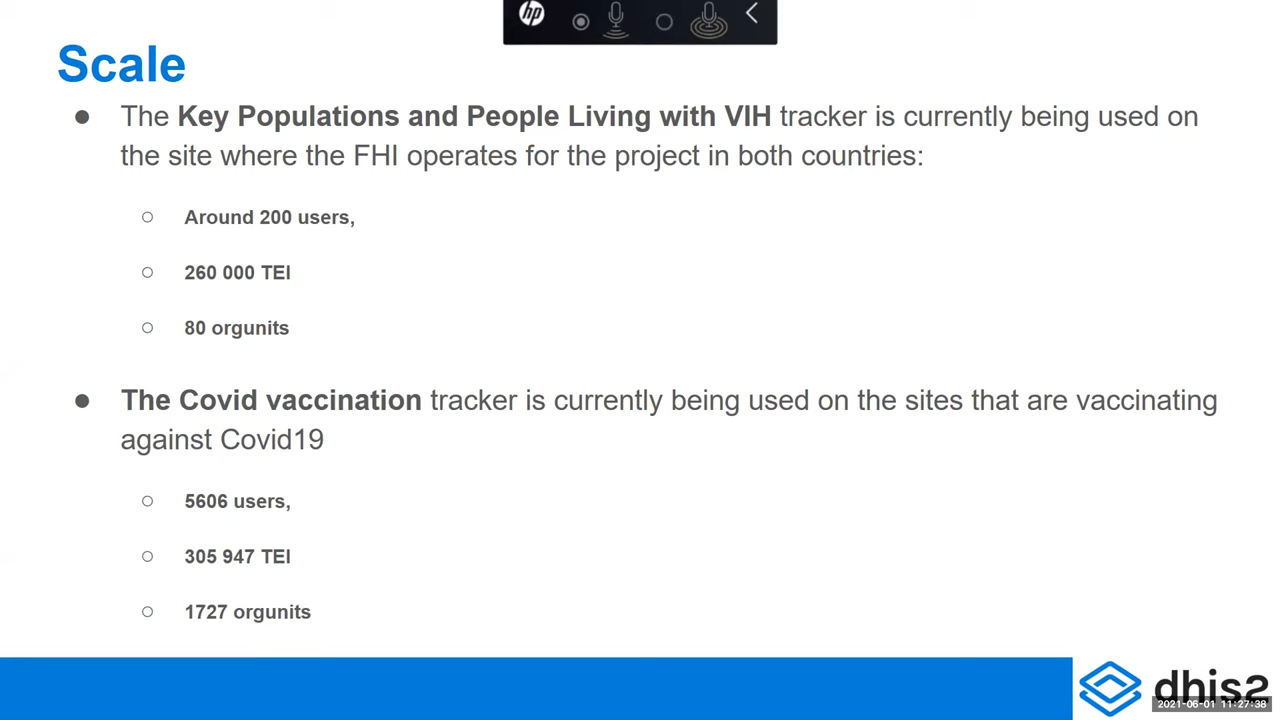 hp
Scale
● The Key Populations and People Living with VIH tracker is currently being used on
the site where the FHI operates for the project in both countries:
○ Around 200 users,
○ 260 000 TEI
○ 80 orgunits
● The Covid vaccination tracker is currently being used on the sites that are vaccinating
against Covid19
○ 5606 users,
○ 305 947 TEI
○ 1727 orgunits
dhis2
2021-06-01 11:27:38